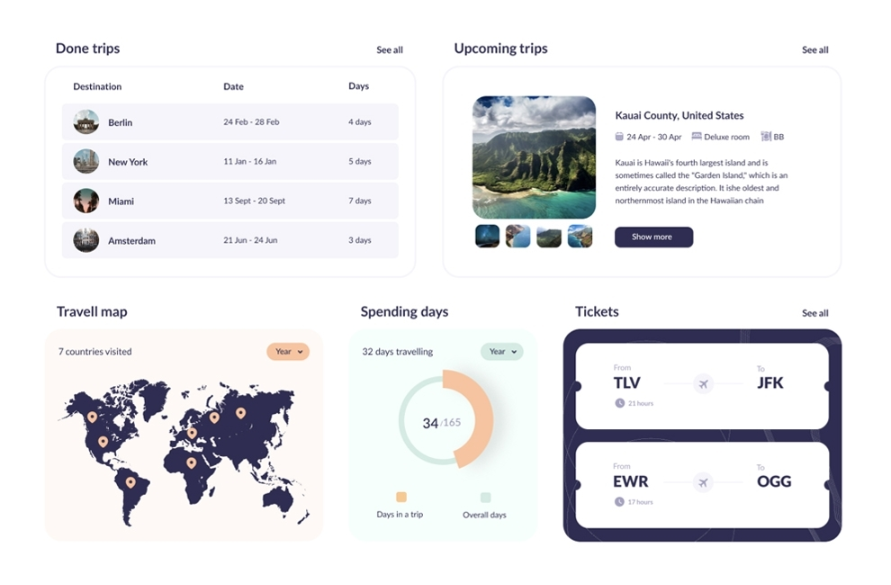 Done trips
See all
Destination Date Days
Berlin 24 Feb - 28 Feb 4 days
New York 11 Jan - 16 Jan 5 days
Miami 13 Sept - 20 Sept 7 days
Amsterdam 21 Jun - 24 Jun 3 days
Upcoming trips
See all
Kauai County, United States
24 Apr - 30 Apr Deluxe room BB
Kauai is Hawaii's fourth largest island and is
sometimes called the "Garden Island," which is an
entirely accurate description. It ishe oldest and
northernmost island in the Hawaiian chain
Show more
Travell map
7 countries visited
Year
Spending days
32 days travelling
Year
34/165
Days in a trip
Overall days
Tickets
See all
From To
TLV JFK
21 hours
From To
EWR OGG
17 hours